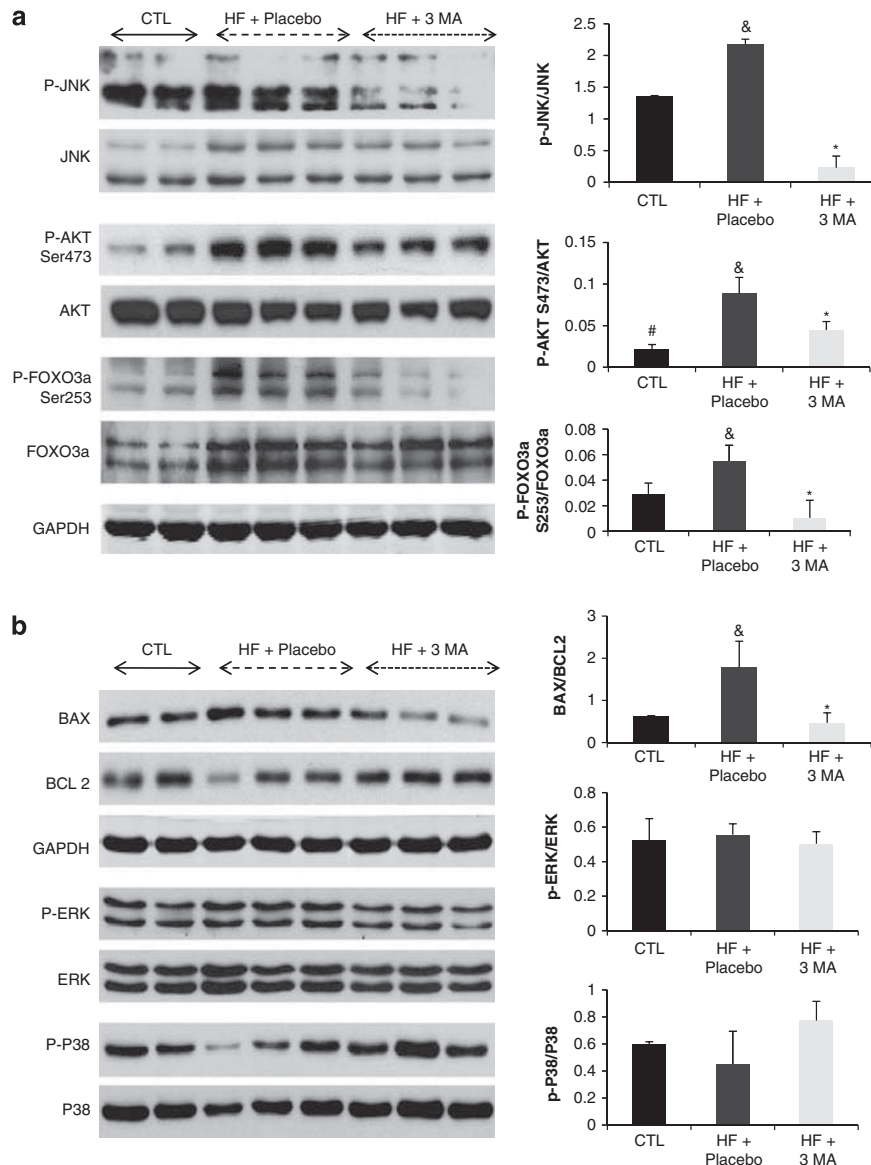 a
CTL
HF + Placebo
HF + 3 MA
P-JNK
JNK
P-AKT
Ser473
AKT
P-FOXO3a
Ser253
FOXO3a
GAPDH
p-JNK/JNK
2.5
2
1.5
1
0.5
0
&
*
CTL
HF +
Placebo
HF +
3 MA
P-AKT S473/AKT
0.15
0.1
0.05
0
#
&
*
CTL
HF +
Placebo
HF +
3 MA
P-FOXO3a
S253/FOXO3a
0.08
0.06
0.04
0.02
0
&
*
CTL
HF +
Placebo
HF +
3 MA
b
CTL
HF + Placebo
HF + 3 MA
BAX
BCL 2
GAPDH
P-ERK
ERK
P-P38
P38
BAX/BCL2
3
2
1
0
&
*
CTL
HF +
Placebo
HF +
3 MA
p-ERK/ERK
0.8
0.6
0.4
0.2
0
CTL
HF +
Placebo
HF +
3 MA
p-P38/P38
1
0.8
0.6
0.4
0.2
0
CTL
HF +
Placebo
HF +
3 MA